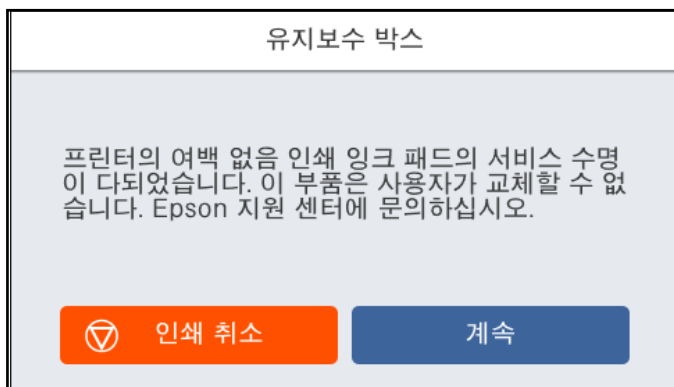 유지보수 박스
프린터의 여백 없음 인쇄 잉크 패드의 서비스 수명
이 다되었습니다. 이 부품은 사용자가 교체할 수 없
습니다. Epson 지원 센터에 문의하십시오.
인쇄 취소
계속